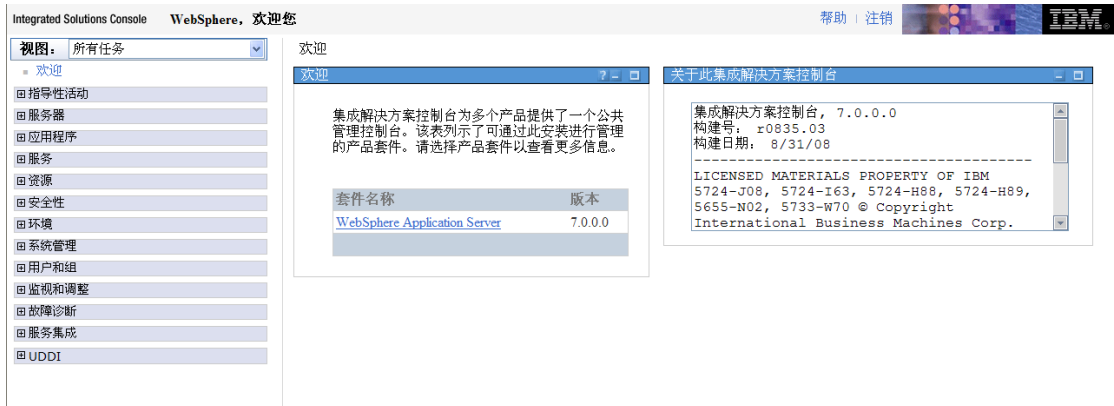 Integrated Solutions Console WebSphere，欢迎您 帮助 | 注销 IBM.
视图： 所有任务
欢迎
指导性活动
服务器
应用程序
服务
资源
安全性
环境
系统管理
用户和组
监视和调整
故障诊断
服务集成
UDDI
欢迎
欢迎
集成解决方案控制台为多个产品提供了一个公共
管理控制台。该表列示了可通过此安装进行管理
的产品套件。请选择产品套件以查看更多信息。
套件名称 版本
WebSphere Application Server 7.0.0.0
关于此集成解决方案控制台
集成解决方案控制台, 7.0.0.0
构建号： r0835.03
构建日期： 8/31/08
----------------------------------------
LICENSED MATERIALS PROPERTY OF IBM
5724-J08, 5724-I63, 5724-H88, 5724-H89,
5655-N02, 5733-W70 © Copyright
International Business Machines Corp.